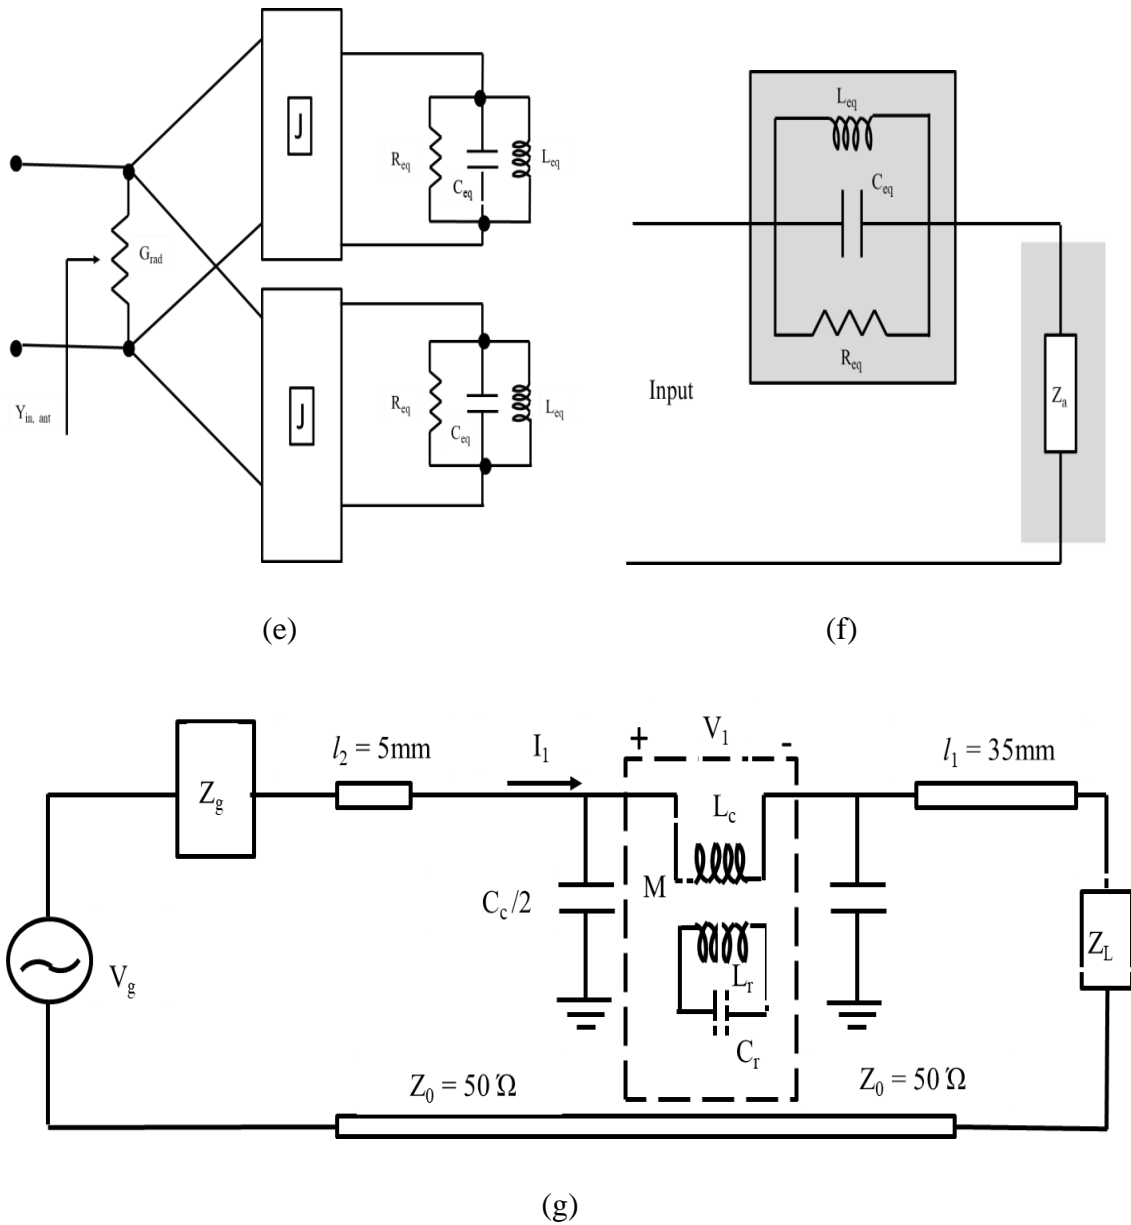 J
R_eq
C_eq
L_eq
G_rad
Y_in, ant
J
R_eq
C_eq
L_eq
(e)
L_eq
C_eq
R_eq
Input
Z_a
(f)
l_2 = 5mm
I_1
+ V_1 -
l_1 = 35mm
Z_g
L_c
M
C_c/2
V_g
L_r
C_r
Z_L
Z_0 = 50 Ώ
Z_0 = 50 Ώ
(g)